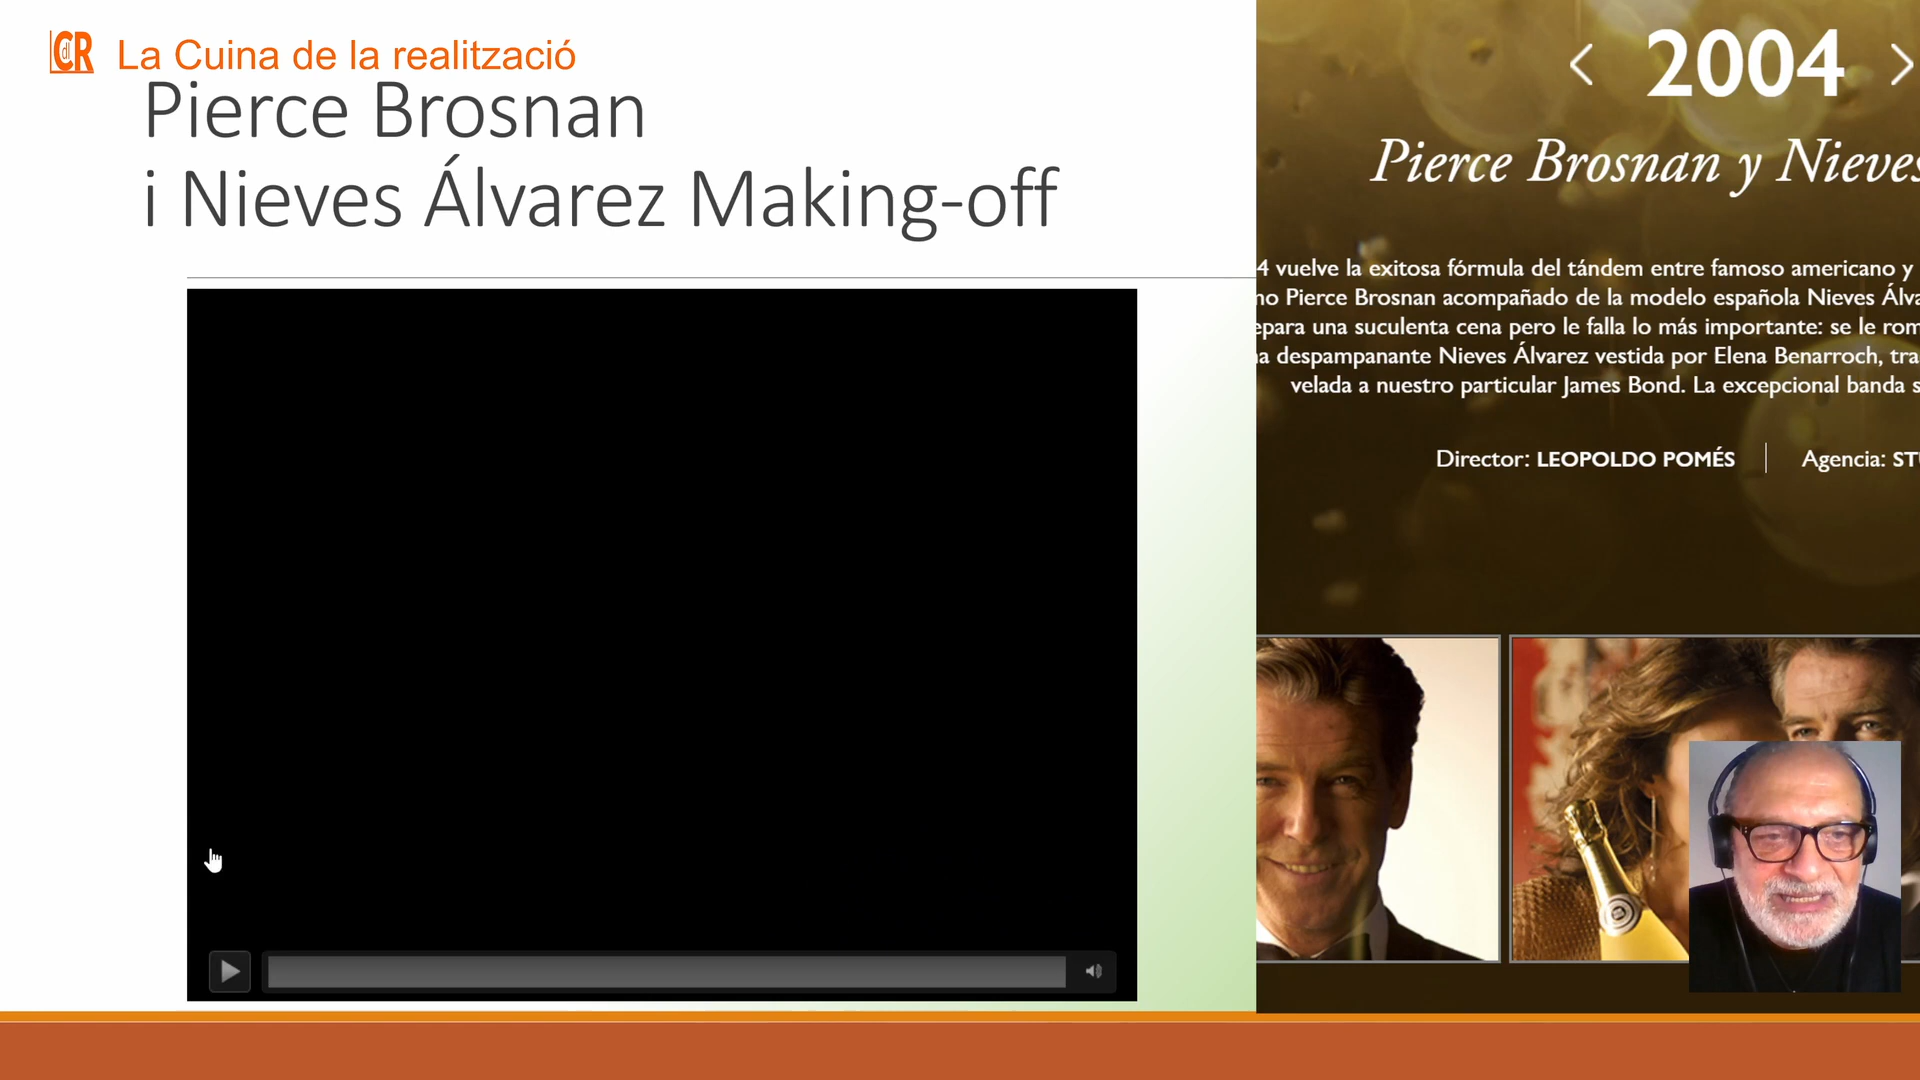 CdlR La Cuina de la realització
Pierce Brosnan
i Nieves Álvarez Making-off
2004
Pierce Brosnan y Nieves
4 vuelve la exitosa fórmula del tándem entre famoso americano y
no Pierce Brosnan acompañado de la modelo española Nieves Álva
epara una suculenta cena pero le falla lo más importante: se le rom
na despampanante Nieves Álvarez vestida por Elena Benarroch, tra
velada a nuestro particular James Bond. La excepcional banda s
Director: LEOPOLDO POMÉS
Agencia: STU